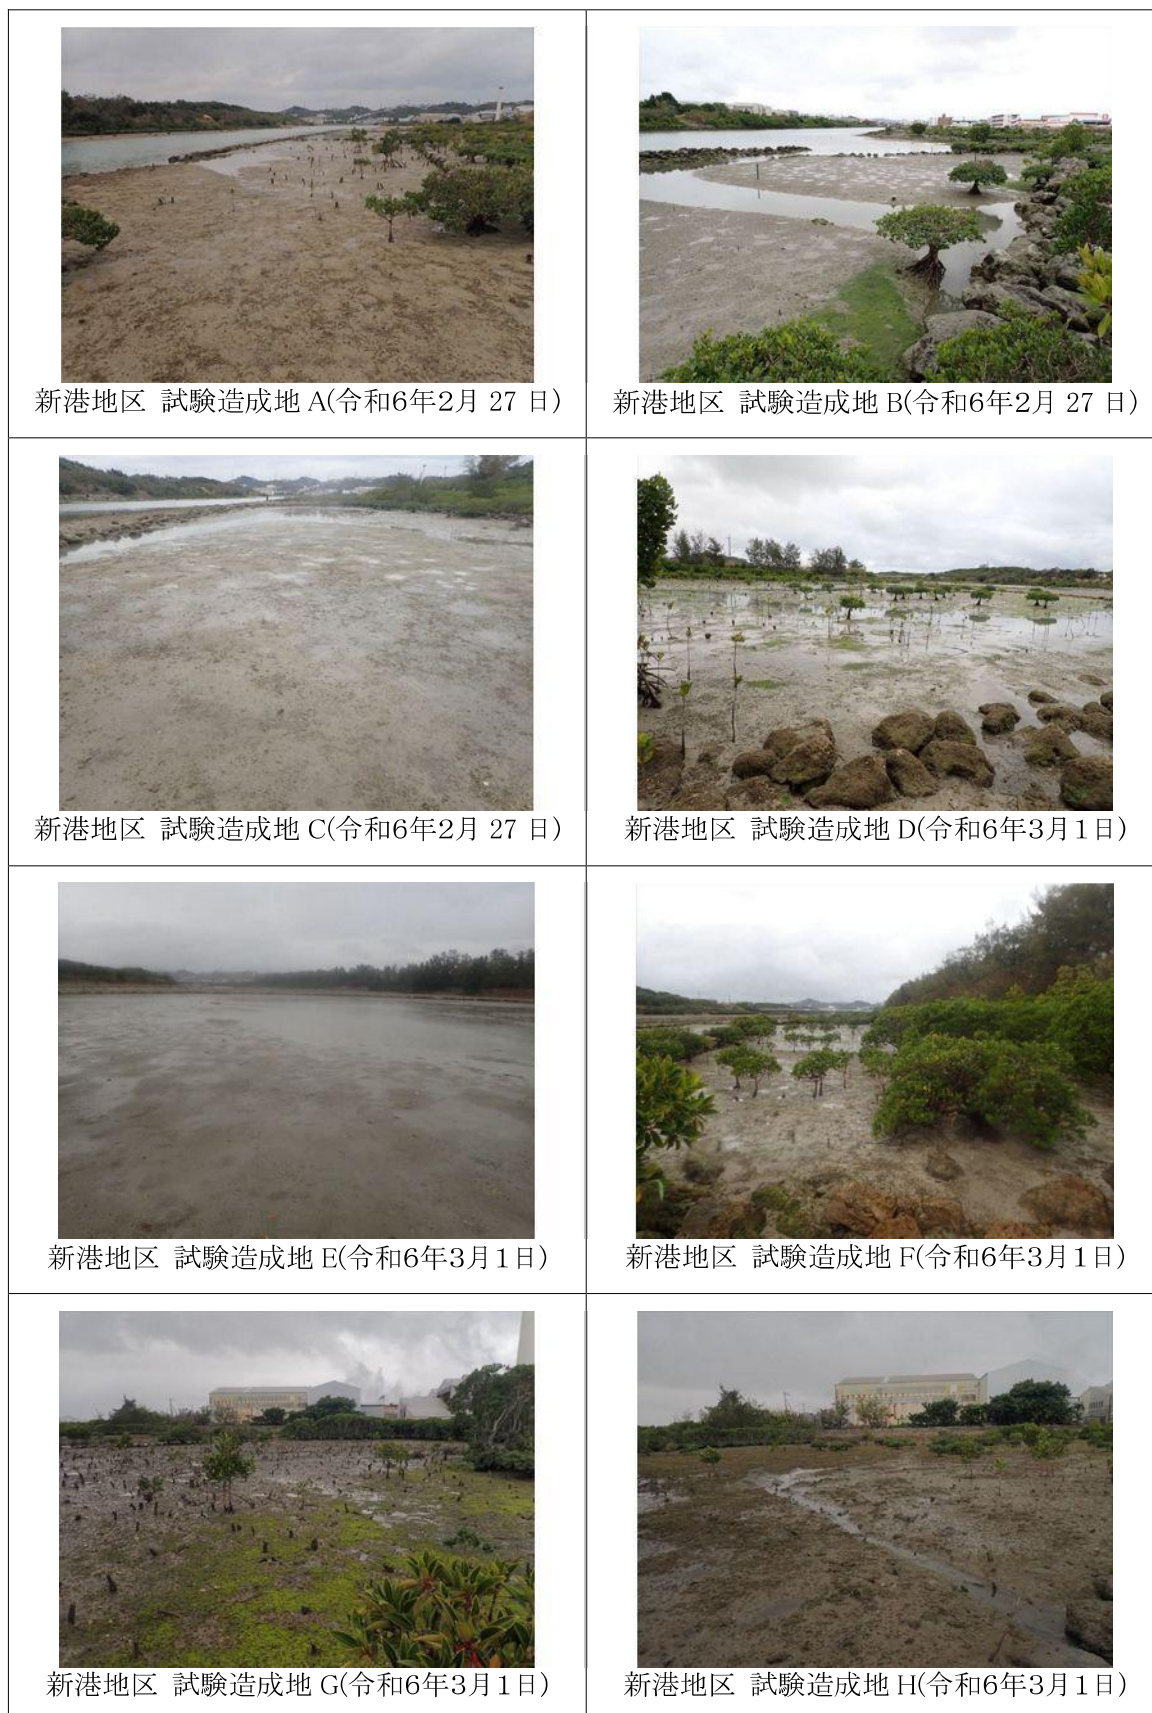 新港地区 試験造成地 A(令和6年2月 27 日)
新港地区 試験造成地 B(令和6年2月 27 日)
新港地区 試験造成地 C(令和6年2月 27 日)
新港地区 試験造成地 D(令和6年3月1日)
新港地区 試験造成地 E(令和6年3月1日)
新港地区 試験造成地 F(令和6年3月1日)
新港地区 試験造成地 G(令和6年3月1日)
新港地区 試験造成地 H(令和6年3月1日)